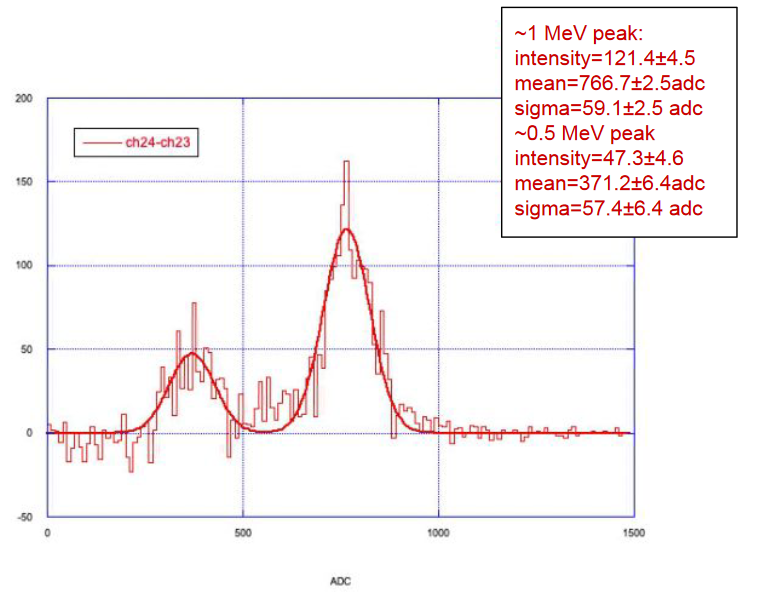 ~1 MeV peak:
intensity=121.4±4.5
mean=766.7±2.5adc
sigma=59.1±2.5 adc
~0.5 MeV peak
intensity=47.3±4.6
mean=371.2±6.4adc
sigma=57.4±6.4 adc
ch24-ch23
200
150
100
50
0
-50
0
500
1000
1500
ADC